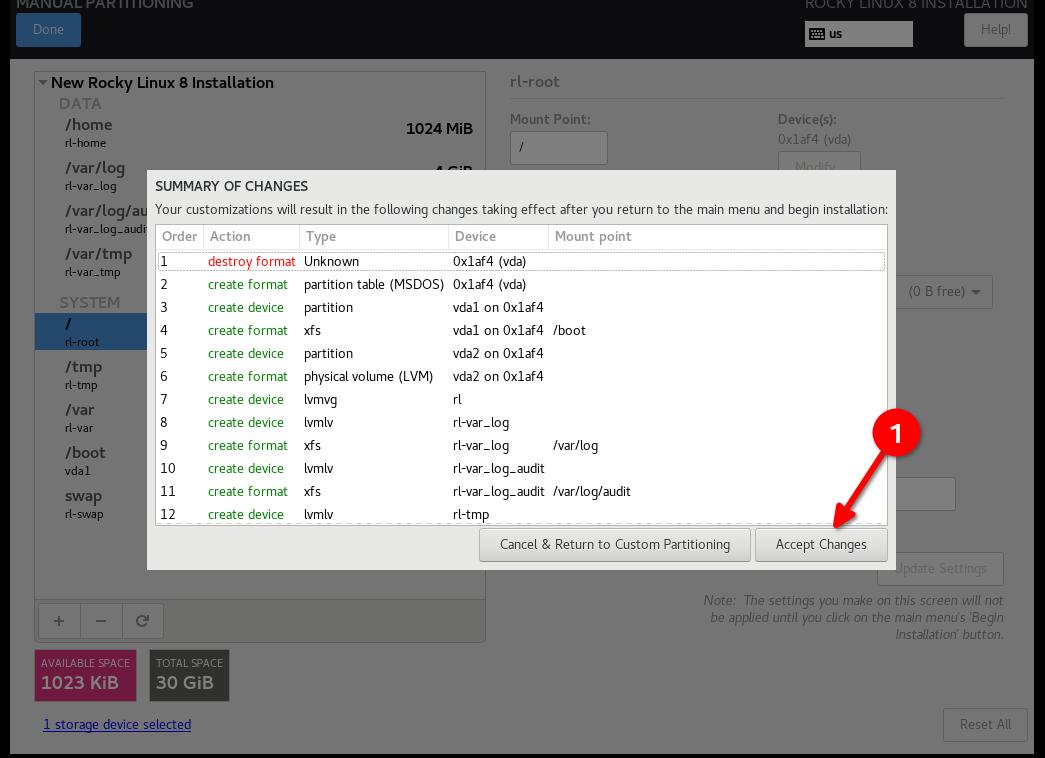 MANUAL PARTITIONING
ROCKY LINUX 8 INSTALLATION
Done
us
Help!
New Rocky Linux 8 Installation
DATA
/home
1024 MiB
rl-home
/var/log
4 GiB
rl-var_log
/var/log/au
rl-var_log_audi
/var/tmp
rl-var_tmp
SYSTEM
/
rl-root
/tmp
rl-tmp
/var
rl-var
/boot
vda1
swap
rl-swap
+ −
AVAILABLE SPACE
1023 KiB
TOTAL SPACE
30 GiB
1 storage device selected
rl-root
Mount Point:
/
Device(s):
0x1af4 (vda)
Modify...
(0 B free)
Update Settings
Note: The settings you make on this screen will not
be applied until you click on the main menu's 'Begin
Installation' button.
Reset All
SUMMARY OF CHANGES
Your customizations will result in the following changes taking effect after you return to the main menu and begin installation:
Order Action Type Device Mount point
1 destroy format Unknown 0x1af4 (vda)
2 create format partition table (MSDOS) 0x1af4 (vda)
3 create device partition vda1 on 0x1af4
4 create format xfs vda1 on 0x1af4 /boot
5 create device partition vda2 on 0x1af4
6 create format physical volume (LVM) vda2 on 0x1af4
7 create device lvmvg rl
8 create device lvmlv rl-var_log
9 create format xfs rl-var_log /var/log
10 create device lvmlv rl-var_log_audit
11 create format xfs rl-var_log_audit /var/log/audit
12 create device lvmlv rl-tmp
Cancel & Return to Custom Partitioning
Accept Changes
1